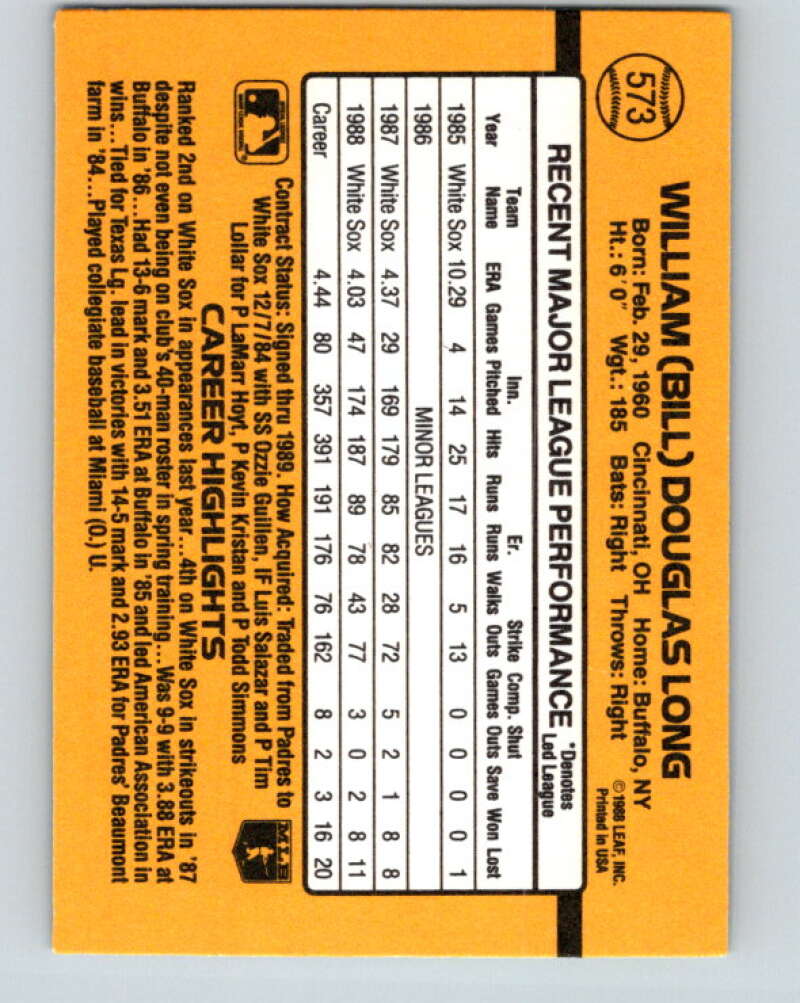 573
WILLIAM (BILL) DOUGLAS LONG
Born: Feb. 29, 1960 Cincinnati, OH Home: Buffalo, NY
Ht.: 6'0" Wgt.: 185 Bats: Right Throws: Right
©1988 LEAF, INC.
Printed in USA
RECENT MAJOR LEAGUE PERFORMANCE *Denotes Led League
Year Team Name ERA Games Inn. Pitched Hits Runs Er. Runs Walks Strike Outs Comp. Games Shut Outs Save Won Lost
1985 White Sox 10.29 4 14 25 17 16 5 13 0 0 0 0 1
1986 MINOR LEAGUES
1987 White Sox 4.37 29 169 179 85 82 28 72 5 2 1 8 8
1988 White Sox 4.03 47 174 187 89 78 43 77 3 0 2 8 11
Career 4.44 80 357 391 191 176 76 162 8 2 3 16 20
Contract Status: Signed thru 1989. How Acquired: Traded from Padres to
White Sox 12/7/84 with SS Ozzie Guillen, IF Luis Salazar and P Tim
Lollar for P LaMarr Hoyt, P Kevin Kristan and P Todd Simmons
MLB
CAREER HIGHLIGHTS
Ranked 2nd on White Sox in appearances last year...4th on White Sox in strikeouts in '87
despite not even being on club's 40-man roster in spring training...Was 9-9 with 3.88 ERA at
Buffalo in '86...Had 13-6 mark and 3.51 ERA at Buffalo in '85 and led American Association in
wins...Tied for Texas Lg. lead in victories with 14-5 mark and 2.93 ERA for Padres' Beaumont
farm in '84...Played collegiate baseball at Miami (O.) U.